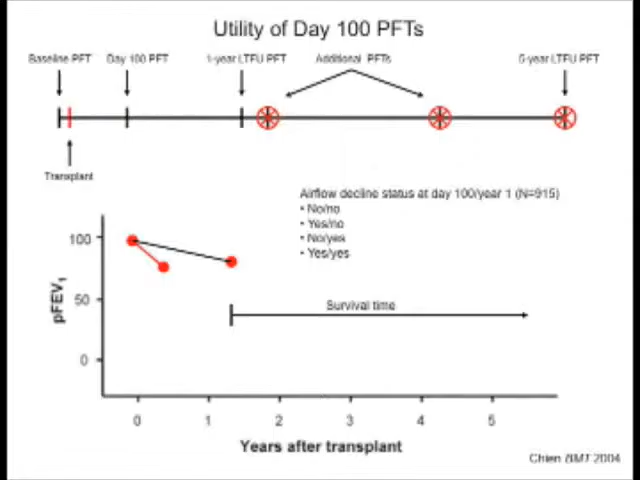 Utility of Day 100 PFTs
Baseline PFT Day 100 PFT 1-year LTFU PFT Additional PFTs 5-year LTFU PFT
Transplant
Airflow decline status at day 100/year 1 (N=915)
• No/no
• Yes/no
• No/yes
• Yes/yes
100
50
0
pFEV1
Survival time
0 1 2 3 4 5
Years after transplant
Chien BMT 2004